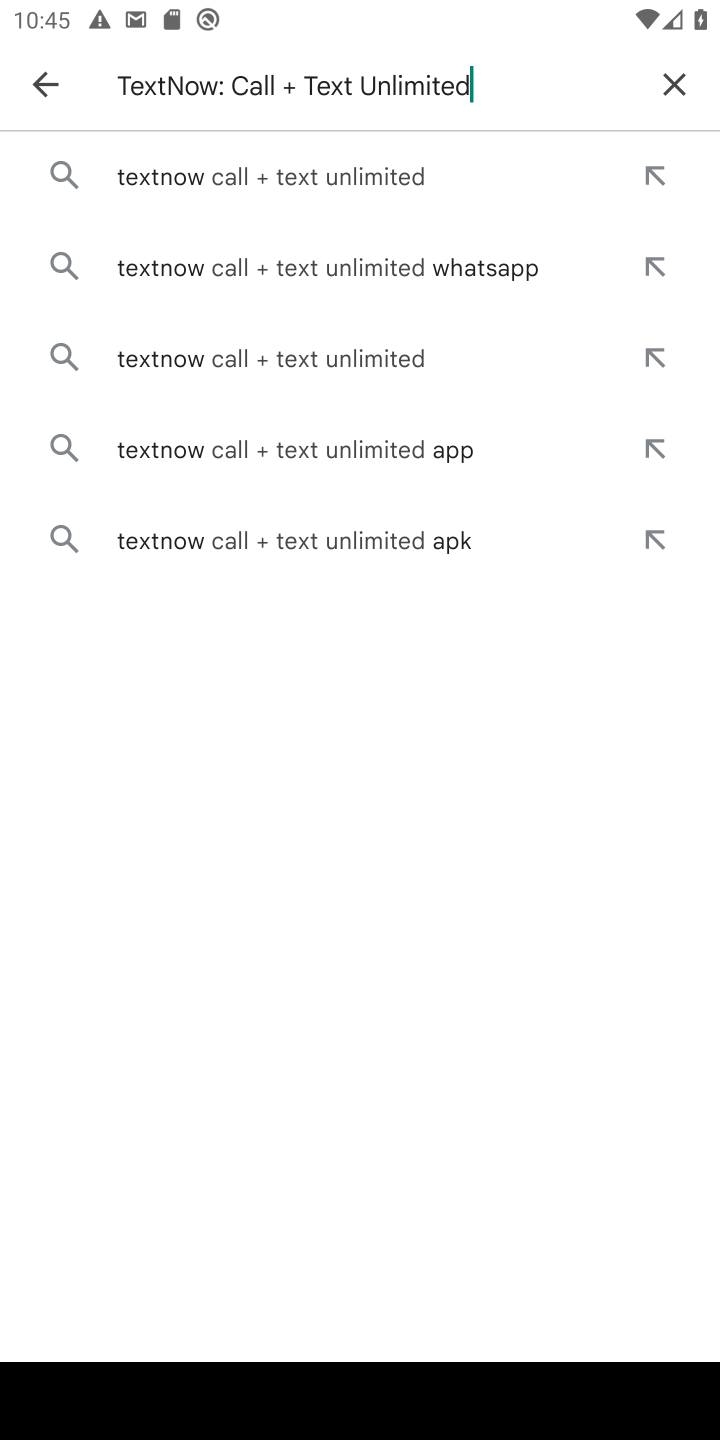 10:45
TextNow: Call + Text Unlimited
textnow call + text unlimited
textnow call + text unlimited whatsapp
textnow call + text unlimited
textnow call + text unlimited app
textnow call + text unlimited apk